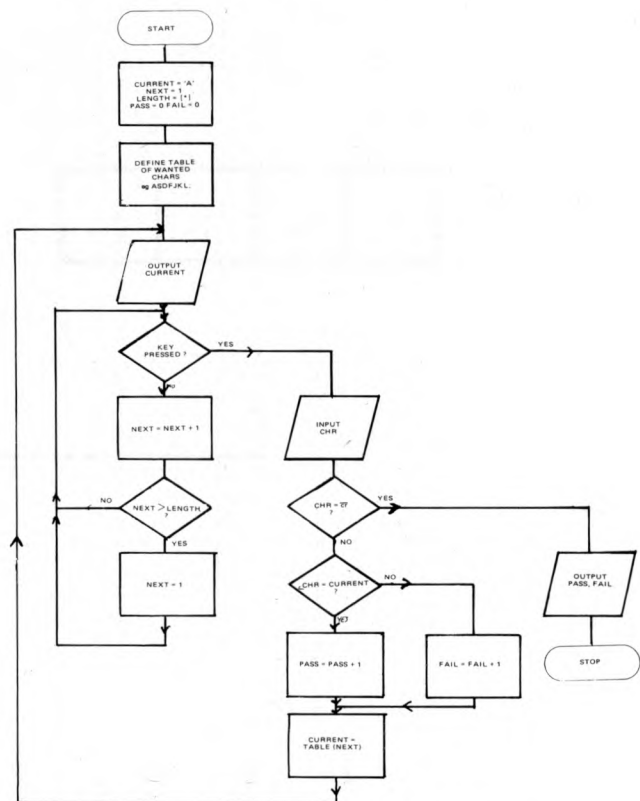 START
CURRENT = 'A'
NEXT = 1
LENGTH = [*]
PASS = 0 FAIL = 0
DEFINE TABLE
OF WANTED
CHARS
eg ASDFJKL;
OUTPUT
CURRENT
KEY
PRESSED ?
YES
NEXT = NEXT + 1
INPUT
CHR
NEXT > LENGTH
?
NO
YES
NEXT = 1
CHR =
?
YES
NO
CHR = CURRENT
?
NO
YES
OUTPUT
PASS, FAIL
STOP
PASS = PASS + 1
FAIL = FAIL + 1
CURRENT =
TABLE (NEXT)